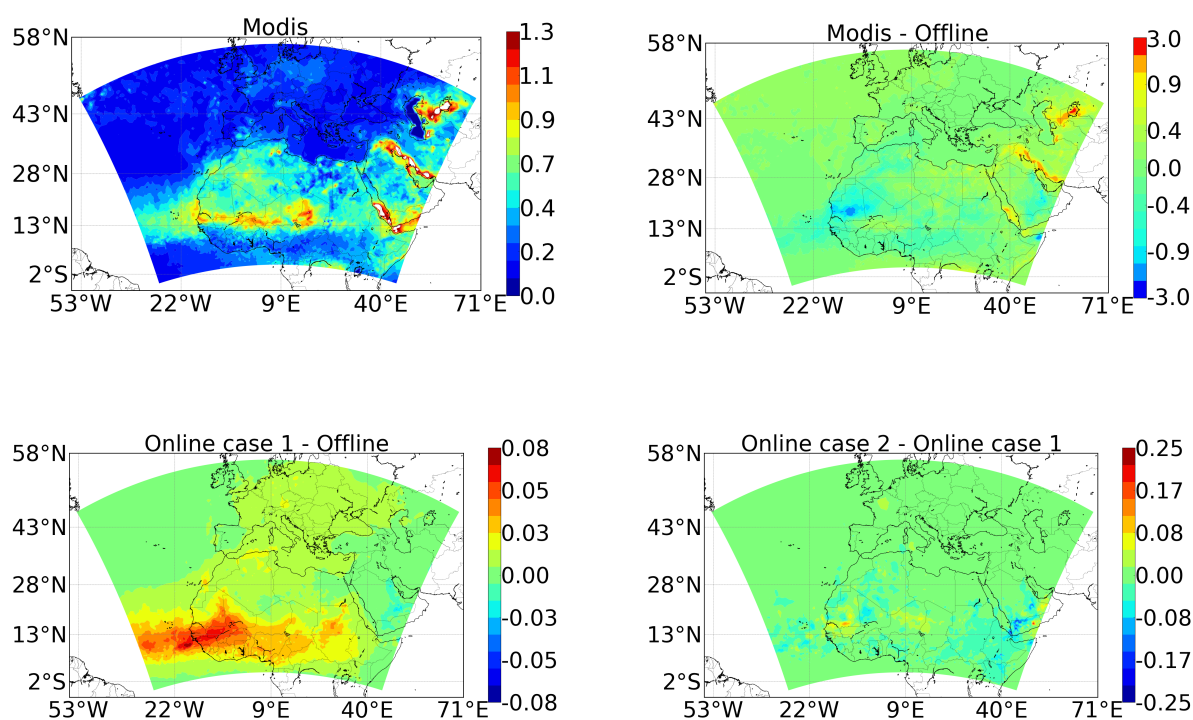 Modis
58°N
43°N
28°N
13°N
2°S
53°W 22°W 9°E 40°E 71°E
1.3
1.1
0.9
0.7
0.4
0.2
0.0
Modis - Offline
58°N
43°N
28°N
13°N
2°S
53°W 22°W 9°E 40°E 71°E
3.0
0.9
0.4
0.0
-0.4
-0.9
-3.0
Online case 1 - Offline
58°N
43°N
28°N
13°N
2°S
53°W 22°W 9°E 40°E 71°E
0.08
0.05
0.03
0.00
-0.03
-0.05
-0.08
Online case 2 - Online case 1
58°N
43°N
28°N
13°N
2°S
53°W 22°W 9°E 40°E 71°E
0.25
0.17
0.08
0.00
-0.08
-0.17
-0.25